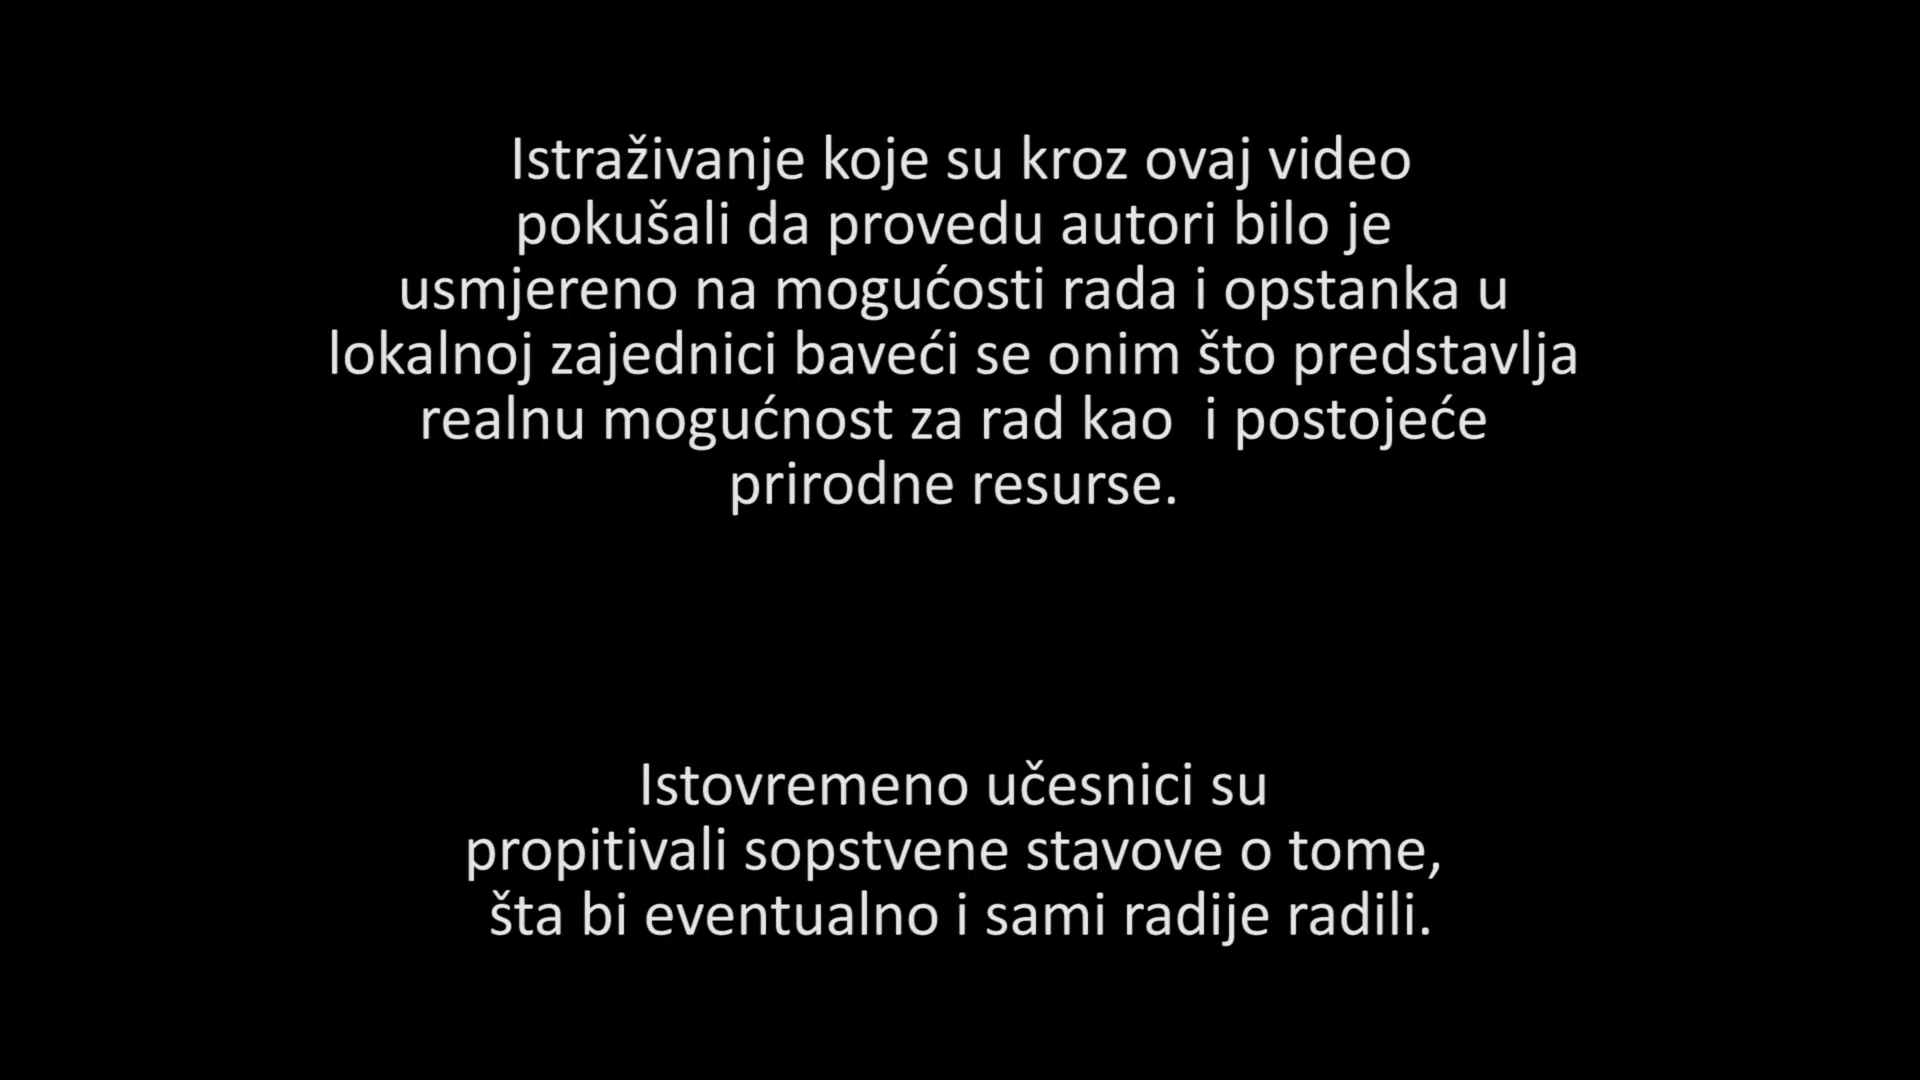 Istraživanje koje su kroz ovaj video
pokušali da provedu autori bilo je
usmjereno na mogućosti rada i opstanka u
lokalnoj zajednici baveći se onim što predstavlja
realnu mogućnost za rad kao  i postojeće
prirodne resurse.
Istovremeno učesnici su
propitivali sopstvene stavove o tome,
šta bi eventualno i sami radije radili.